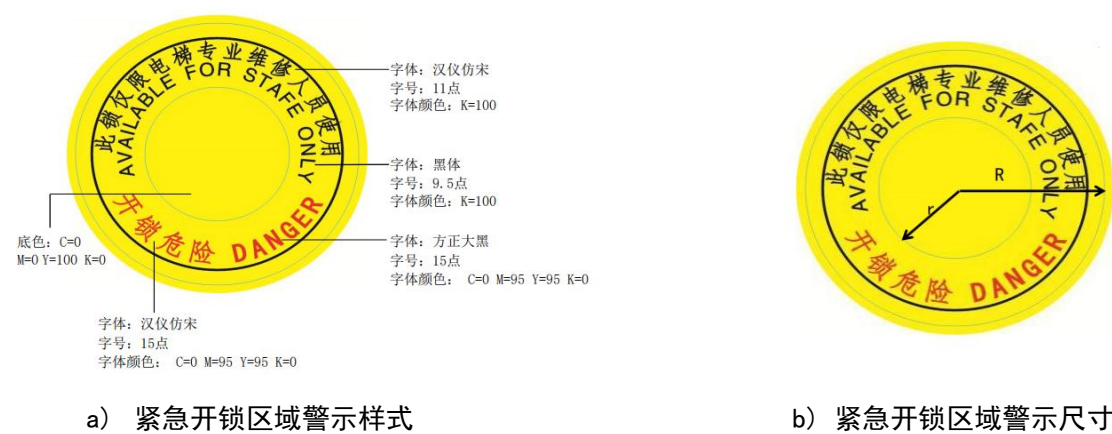 此锁仅限电梯专业维修人员使用
AVAILABLE FOR STAFE ONLY
开锁危险 DANGER
字体：汉仪仿宋
字号：11点
字体颜色：K=100
字体：黑体
字号：9.5点
字体颜色：K=100
字体：方正大黑
字号：15点
字体颜色： C=0 M=95 Y=95 K=0
底色：C=0
M=0 Y=100 K=0
字体：汉仪仿宋
字号：15点
字体颜色： C=0 M=95 Y=95 K=0
a） 紧急开锁区域警示样式
此锁仅限电梯专业维修人员使用
AVAILABLE FOR STAFE ONLY
R
r
开锁危险 DANGER
b）紧急开锁区域警示尺寸